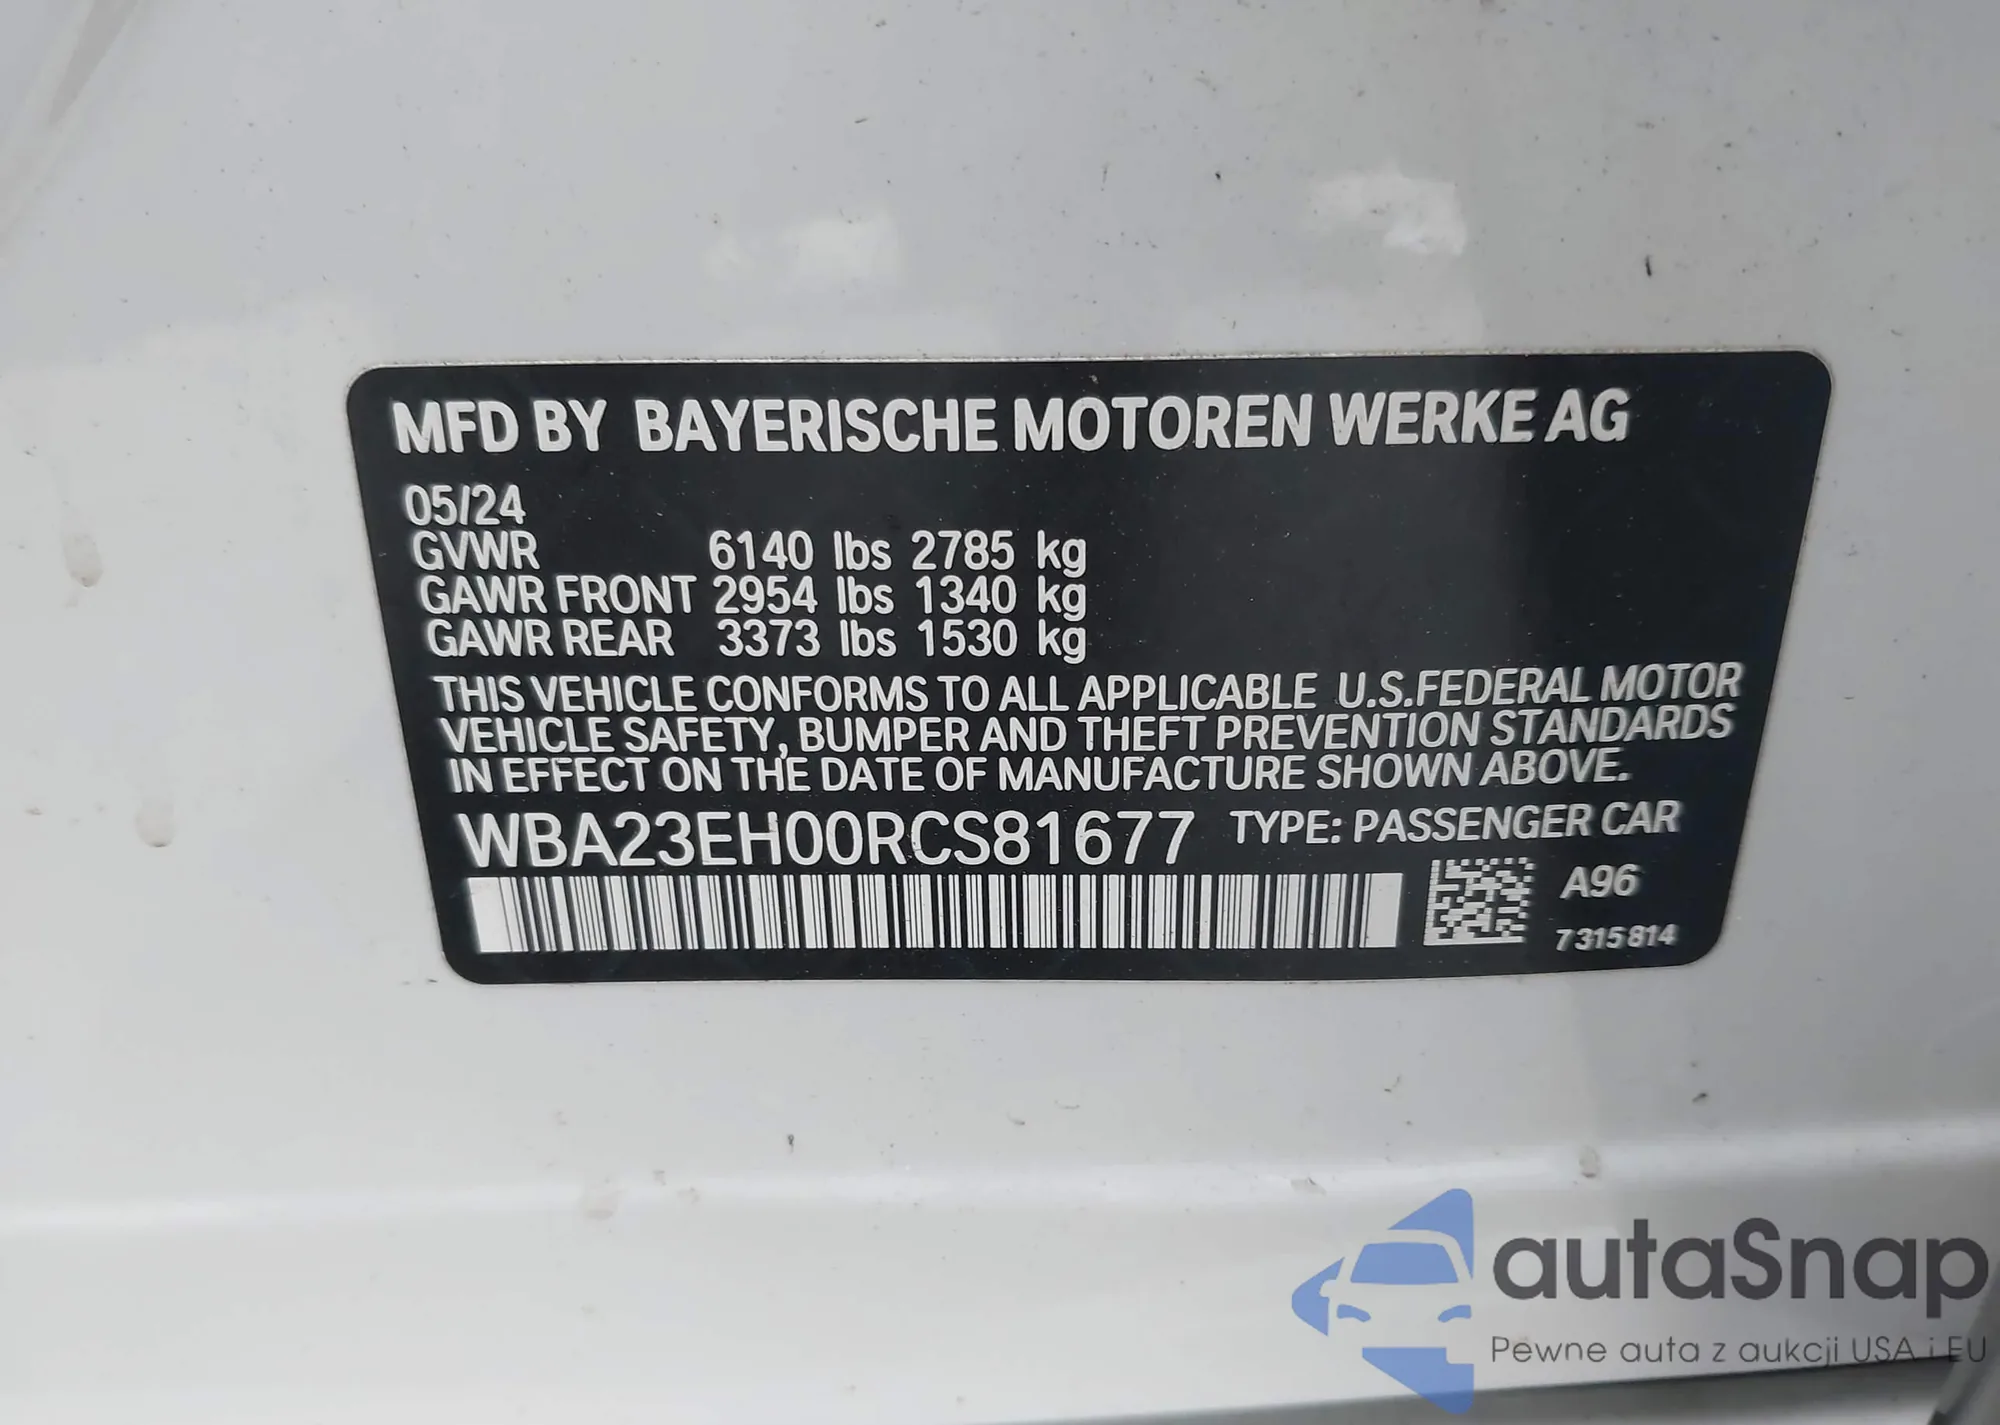 MFD BY BAYERISCHE MOTOREN WERKE AG
05/24
GVWR 6140 lbs 2785 kg
GAWR FRONT 2954 lbs 1340 kg
GAWR REAR 3373 lbs 1530 kg
THIS VEHICLE CONFORMS TO ALL APPLICABLE U.S.FEDERAL MOTOR
VEHICLE SAFETY, BUMPER AND THEFT PREVENTION STANDARDS
IN EFFECT ON THE DATE OF MANUFACTURE SHOWN ABOVE.
WBA23EH00RCS81677 TYPE: PASSENGER CAR
A96
7315814
autaSnap
Pewne auta z aukcji USA i EU